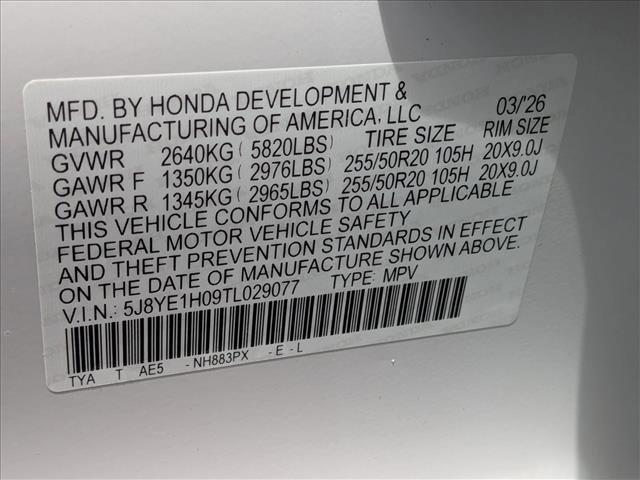 MFD. BY HONDA DEVELOPMENT & 03/'26
MANUFACTURING OF AMERICA, LLC
GVWR 2640KG ( 5820LBS) TIRE SIZE RIM SIZE
GAWR F 1350KG ( 2976LBS) 255/50R20 105H 20X9.0J
GAWR R 1345KG ( 2965LBS) 255/50R20 105H 20X9.0J
THIS VEHICLE CONFORMS TO ALL APPLICABLE
FEDERAL MOTOR VEHICLE SAFETY
AND THEFT PREVENTION STANDARDS IN EFFECT
ON THE DATE OF MANUFACTURE SHOWN ABOVE.
V.I.N.: 5J8YE1H09TL029077 TYPE: MPV
TYA T AE5 - NH883PX - E - L